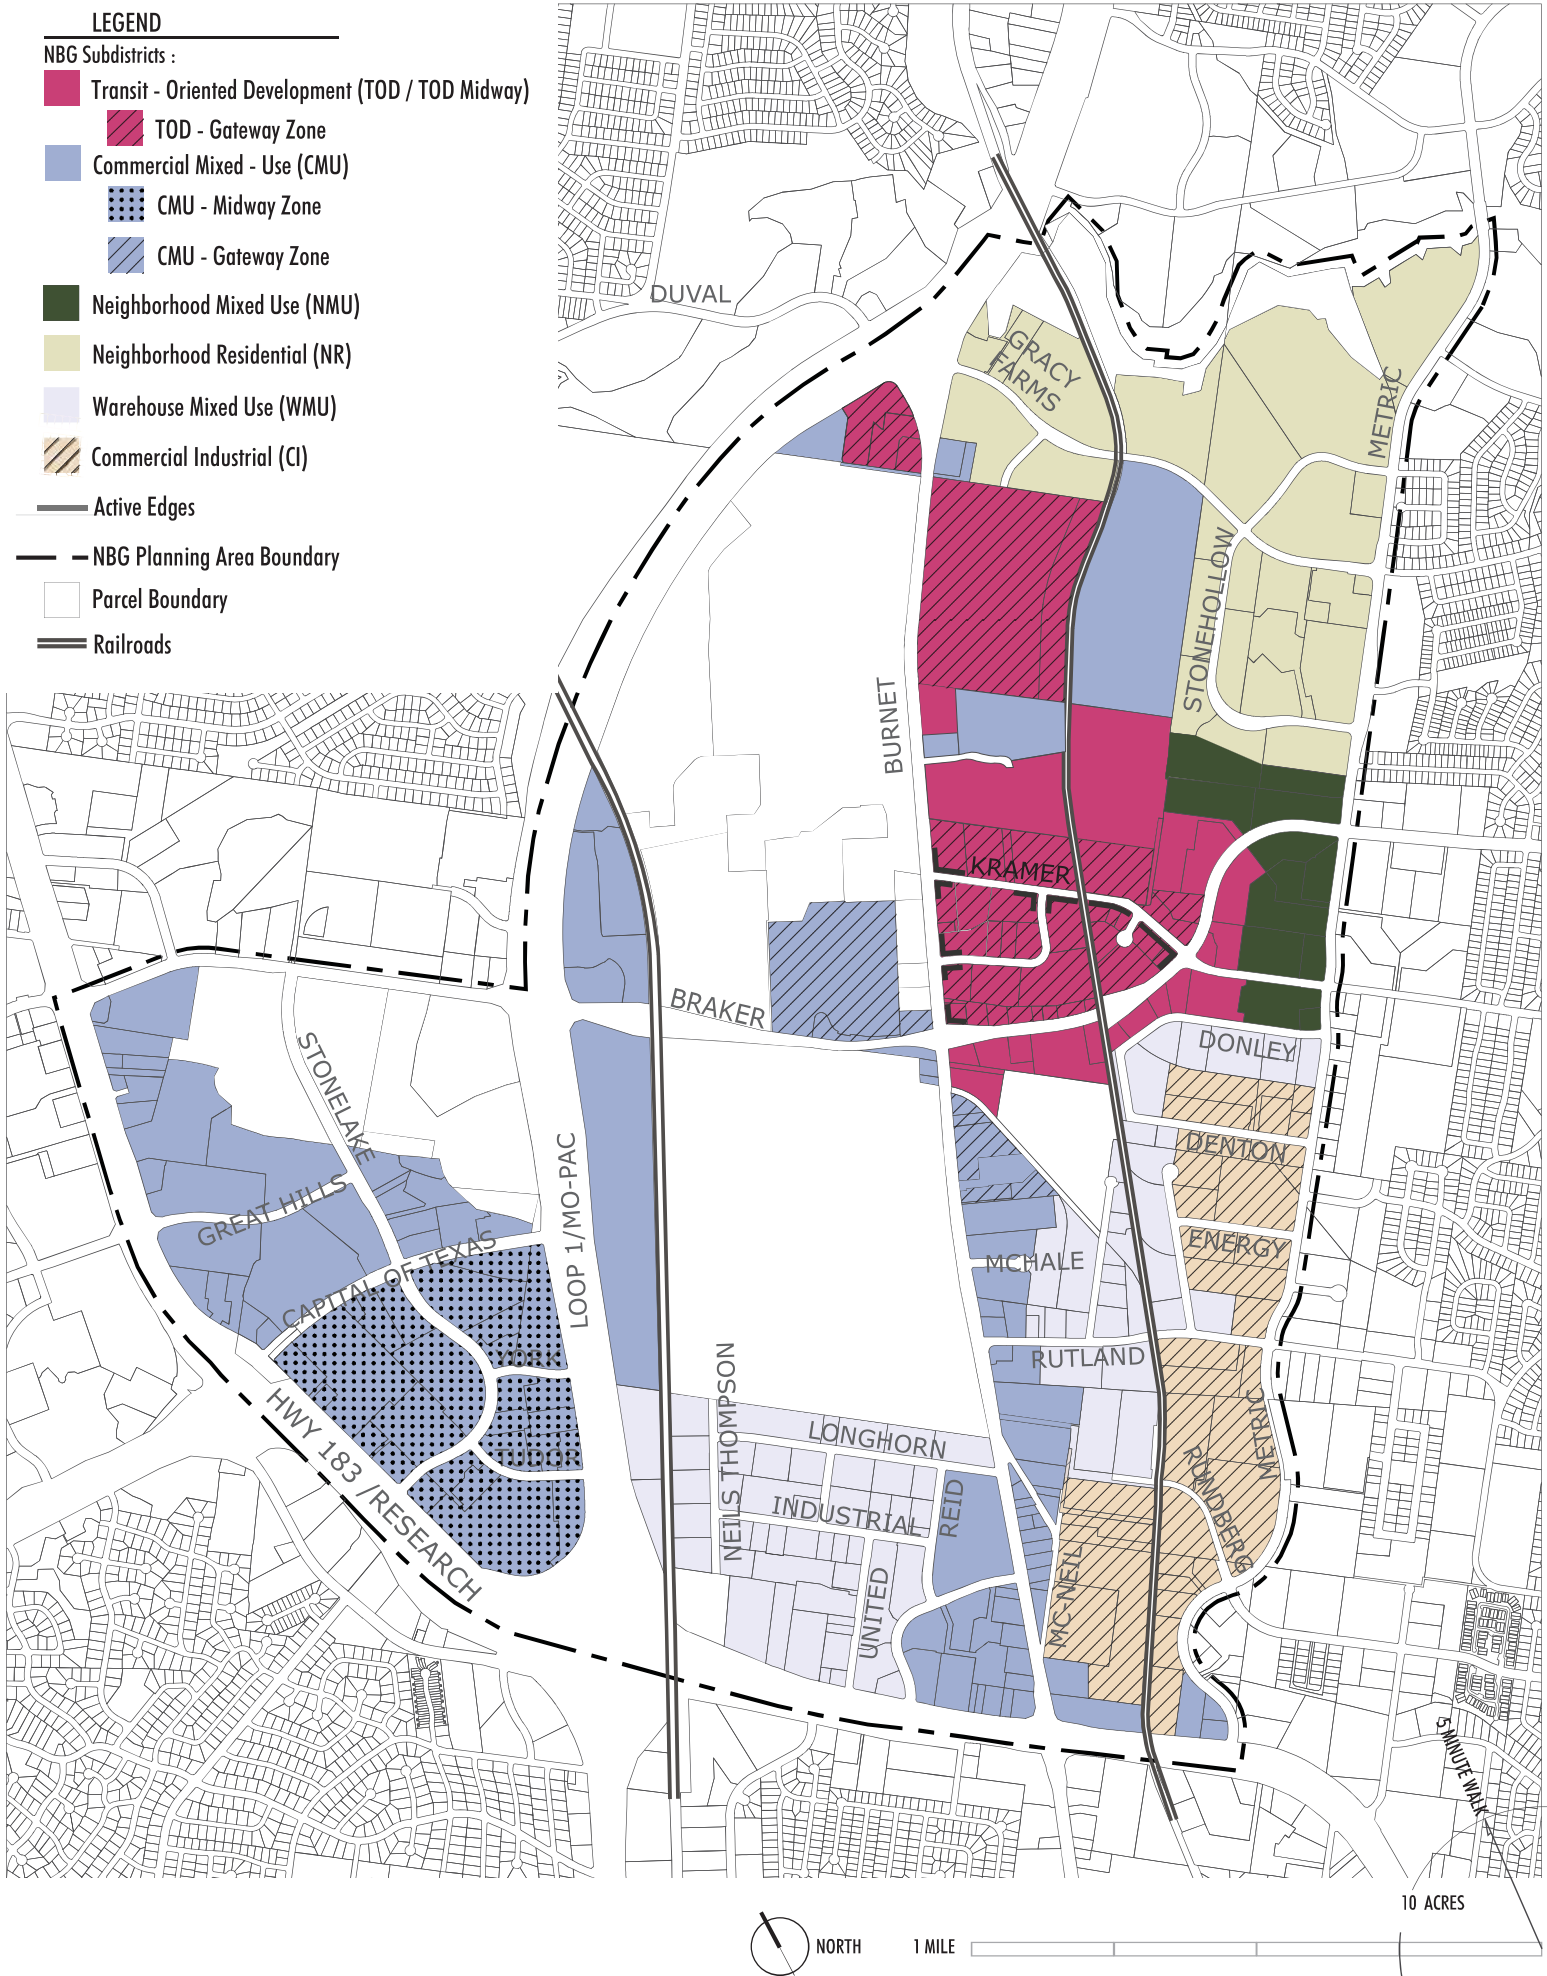 LEGEND
NBG Subdistricts :
Transit - Oriented Development (TOD / TOD Midway)
TOD - Gateway Zone
Commercial Mixed - Use (CMU)
CMU - Midway Zone
CMU - Gateway Zone
Neighborhood Mixed Use (NMU)
Neighborhood Residential (NR)
Warehouse Mixed Use (WMU)
Commercial Industrial (CI)
Active Edges
NBG Planning Area Boundary
Parcel Boundary
Railroads
DUVAL
GRACY
FARMS
METRIC
STONEHOLLOW
BURNET
KRAMER
BRAKER
DONLEY
STONELAKE
DENTON
GREAT HILLS
LOOP 1/MO-PAC
ENERGY
CAPITAL OF TEXAS
MCHALE
YORK
RUTLAND
HWY 183 /RESEARCH
NEILS THOMPSON
LONGHORN
METRIC
TUDOR
REID
RUNDBERG
INDUSTRIAL
UNITED
MC-NEIL
5 MINUTE WALK
10 ACRES
NORTH
1 MILE